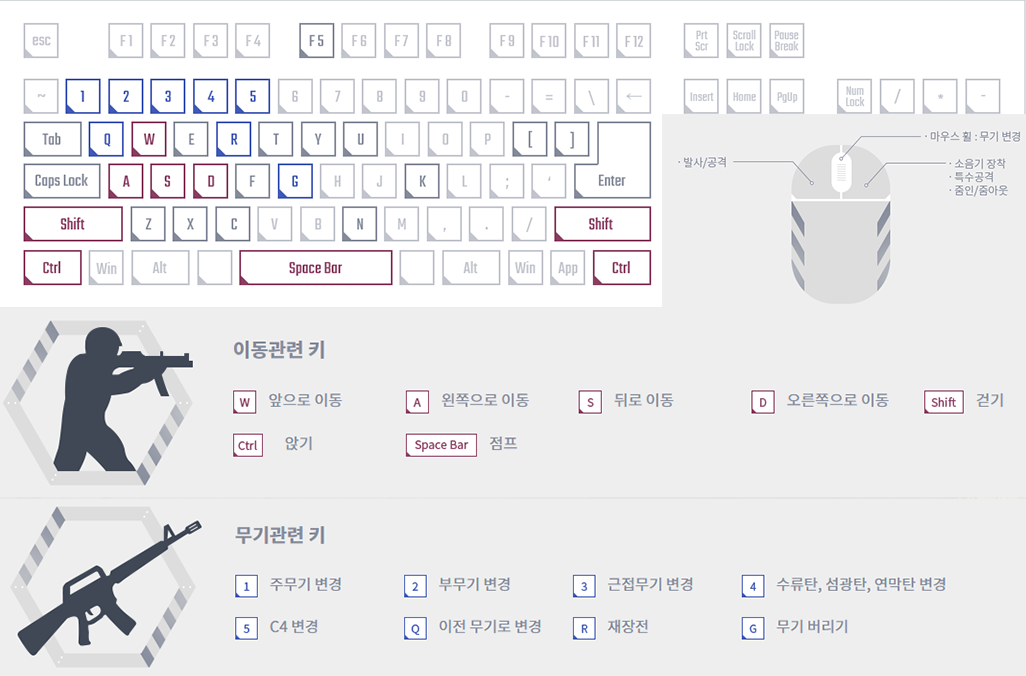 esc F1 F2 F3 F4 F5 F6 F7 F8 F9 F10 F11 F12 Prt Scr Scroll Lock Pause Break
~ 1 2 3 4 5 6 7 8 9 0 - = \ ← Insert Home PgUp Num Lock / * -
Tab Q W E R T Y U I O P [ ]
Caps Lock A S D F G H J K L ; ‘ Enter
Shift Z X C V B N M , . / Shift
Ctrl Win Alt Space Bar Alt Win App Ctrl
· 마우스 휠 : 무기 변경
· 발사/공격
· 소음기 장착
· 특수공격
· 줌인/줌아웃
이동관련 키
W 앞으로 이동 A 왼쪽으로 이동 S 뒤로 이동 D 오른쪽으로 이동 Shift 걷기
Ctrl 앉기 Space Bar 점프
무기관련 키
1 주무기 변경 2 부무기 변경 3 근접무기 변경 4 수류탄, 섬광탄, 연막탄 변경
5 C4 변경 Q 이전 무기로 변경 R 재장전 G 무기 버리기